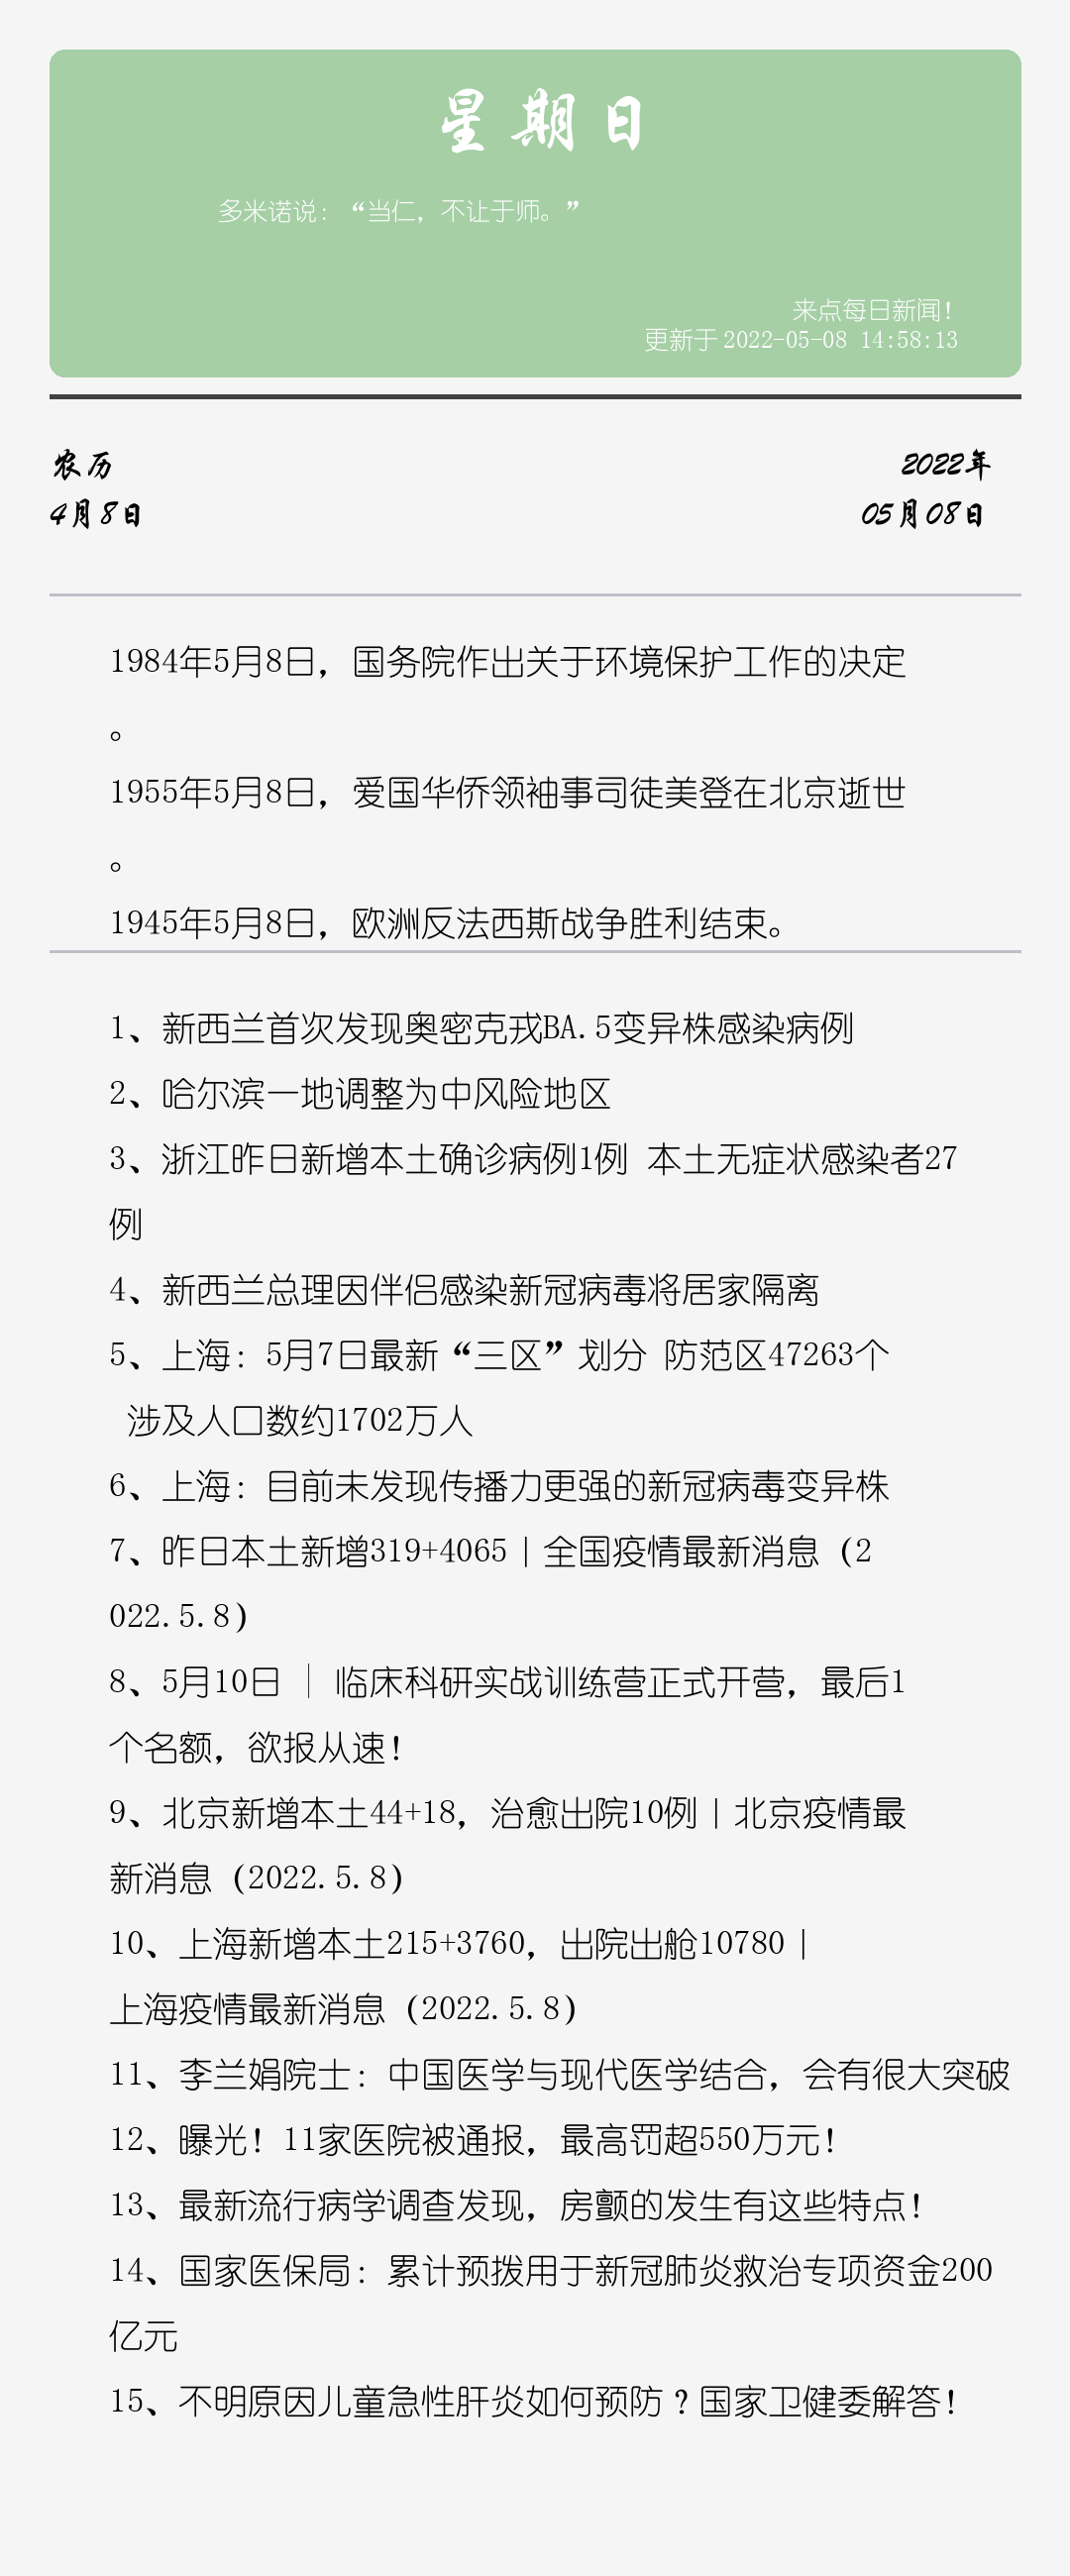 星期日
多米诺说：“当仁，不让于师。”
来点每日新闻！
更新于 2022-05-08 14:58:13
农历
4月8日
2022年
05月08日
1984年5月8日，国务院作出关于环境保护工作的决定
。
1955年5月8日，爱国华侨领袖事司徒美登在北京逝世
。
1945年5月8日，欧洲反法西斯战争胜利结束。
1、新西兰首次发现奥密克戎BA.5变异株感染病例
2、哈尔滨一地调整为中风险地区
3、浙江昨日新增本土确诊病例1例 本土无症状感染者27
例
4、新西兰总理因伴侣感染新冠病毒将居家隔离
5、上海：5月7日最新“三区”划分 防范区47263个
涉及人口数约1702万人
6、上海：目前未发现传播力更强的新冠病毒变异株
7、昨日本土新增319+4065丨全国疫情最新消息（2
022.5.8）
8、5月10日 │ 临床科研实战训练营正式开营，最后1
个名额，欲报从速！
9、北京新增本土44+18，治愈出院10例丨北京疫情最
新消息（2022.5.8）
10、上海新增本土215+3760，出院出舱10780丨
上海疫情最新消息（2022.5.8）
11、李兰娟院士：中国医学与现代医学结合，会有很大突破
12、曝光！11家医院被通报，最高罚超550万元！
13、最新流行病学调查发现，房颤的发生有这些特点！
14、国家医保局：累计预拨用于新冠肺炎救治专项资金200
亿元
15、不明原因儿童急性肝炎如何预防？国家卫健委解答！